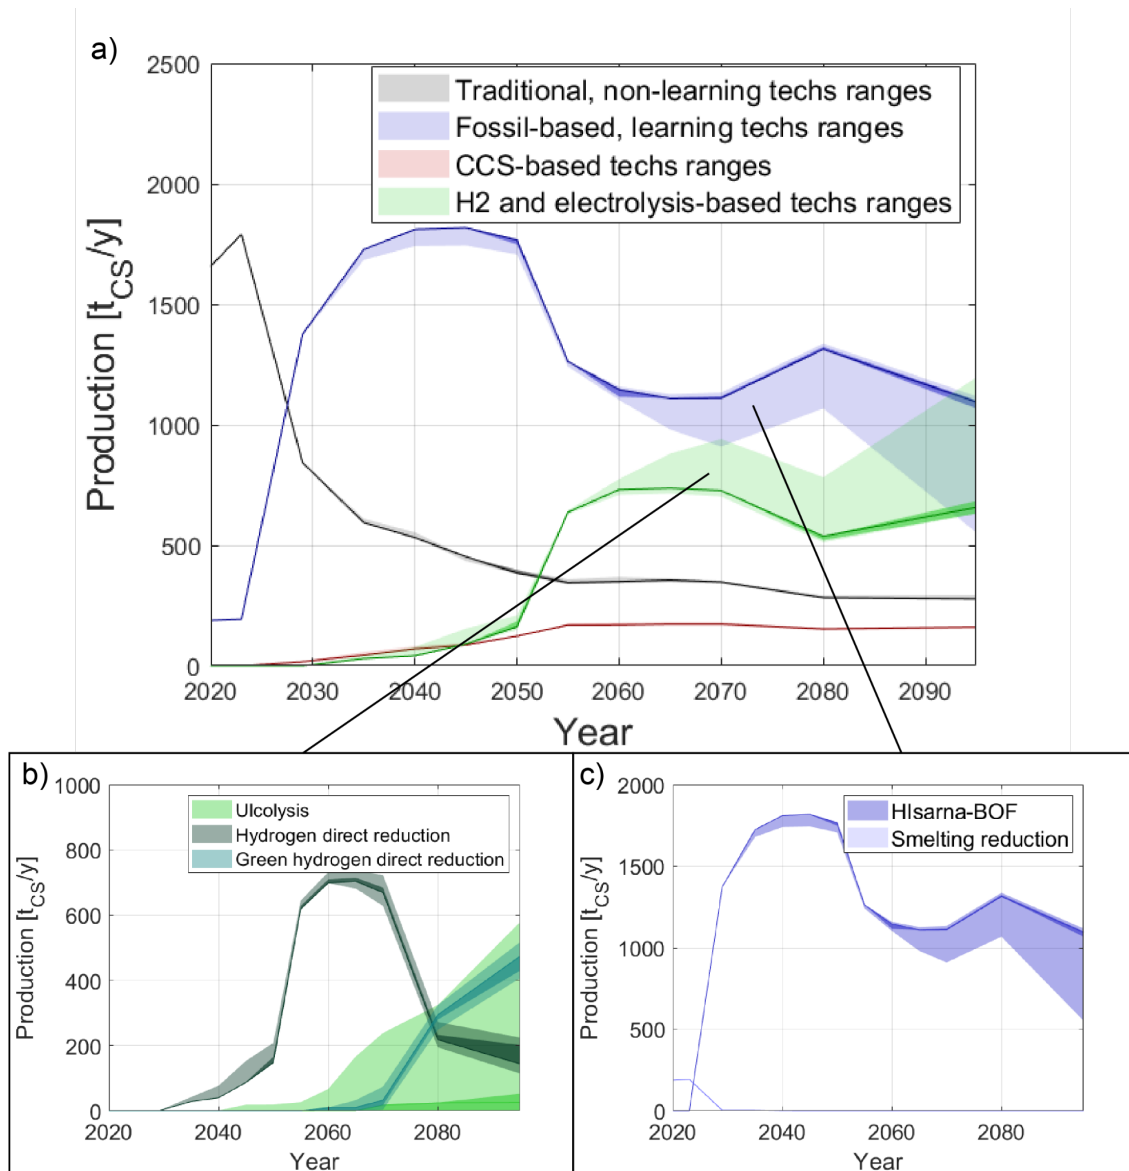 a)
2500
2000
1500
1000
500
0
Production [t_CS/y]
Traditional, non-learning techs ranges
Fossil-based, learning techs ranges
CCS-based techs ranges
H2 and electrolysis-based techs ranges
2020 2030 2040 2050 2060 2070 2080 2090
Year
b)
1000
800
600
400
200
0
Production [t_CS/y]
Ulcolysis
Hydrogen direct reduction
Green hydrogen direct reduction
2020 2040 2060 2080
Year
c)
2000
1500
1000
500
0
Production [t_CS/y]
HIsarna-BOF
Smelting reduction
2020 2040 2060 2080
Year